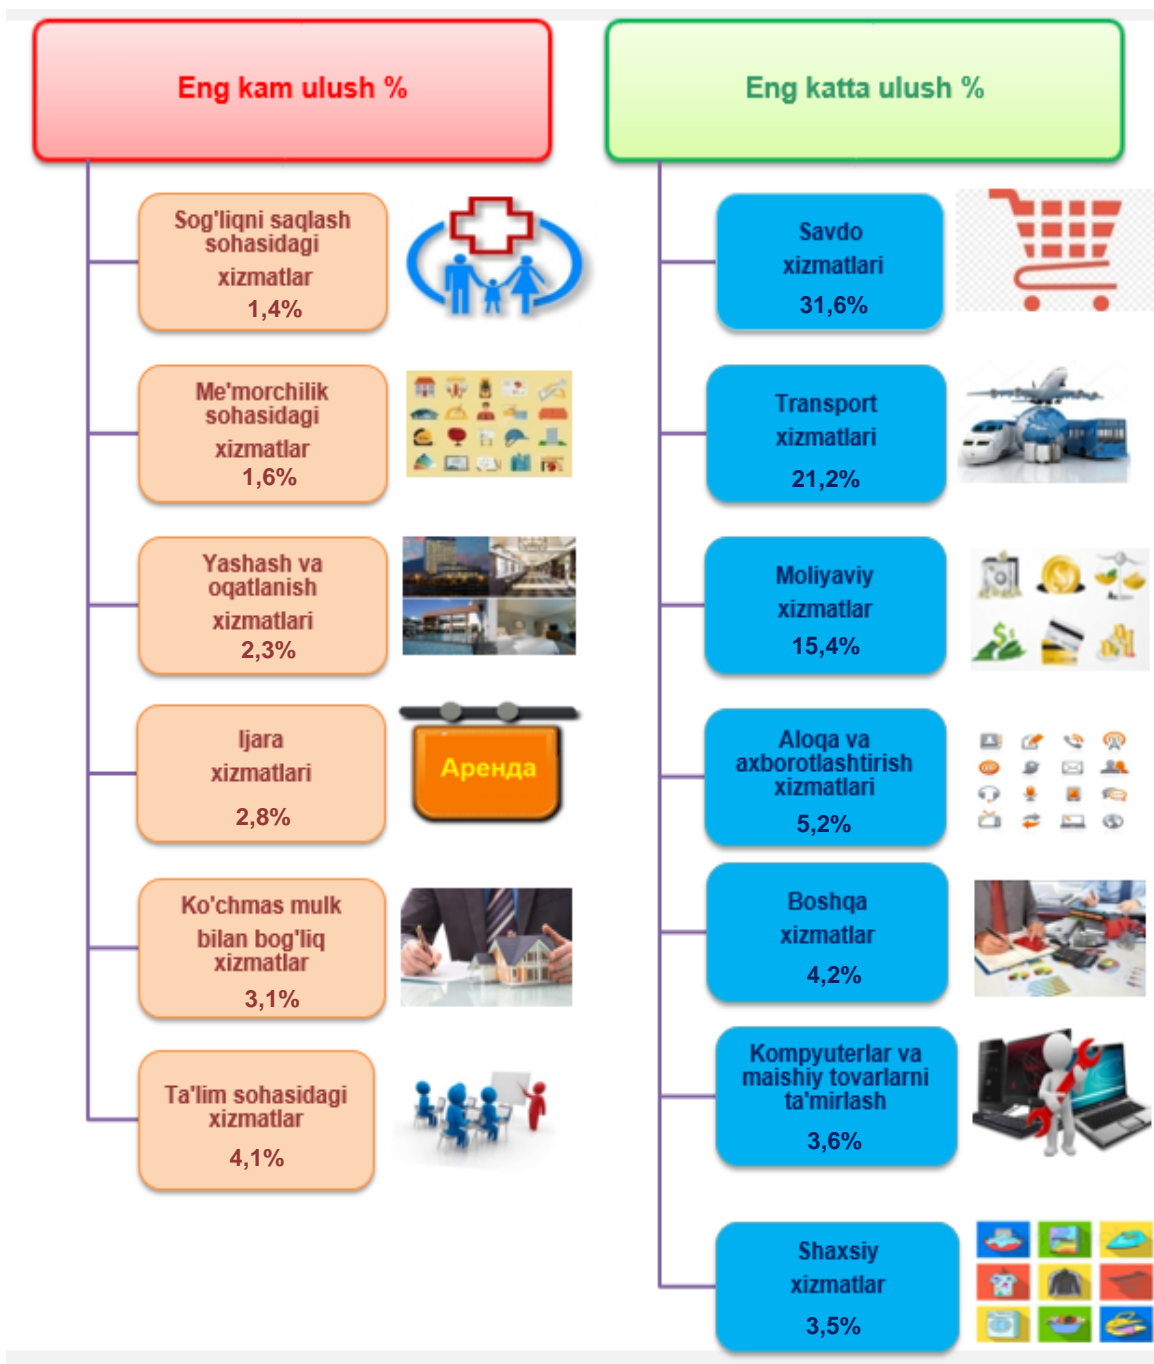 Eng kam ulush %
Sog'liqni saqlash
sohasidagi
xizmatlar
1,4%
Me'morchilik
sohasidagi
xizmatlar
1,6%
Yashash va
oqatlanish
xizmatlari
2,3%
Ijara
xizmatlari
2,8%
Аренда
Ko'chmas mulk
bilan bog'liq
xizmatlar
3,1%
Ta'lim sohasidagi
xizmatlar
4,1%
Eng katta ulush %
Savdo
xizmatlari
31,6%
Transport
xizmatlari
21,2%
Moliyaviy
xizmatlar
15,4%
Aloqa va
axborotlashtirish
xizmatlari
5,2%
Boshqa
xizmatlar
4,2%
Kompyuterlar va
maishiy tovarlarni
ta'mirlash
3,6%
Shaxsiy
xizmatlar
3,5%